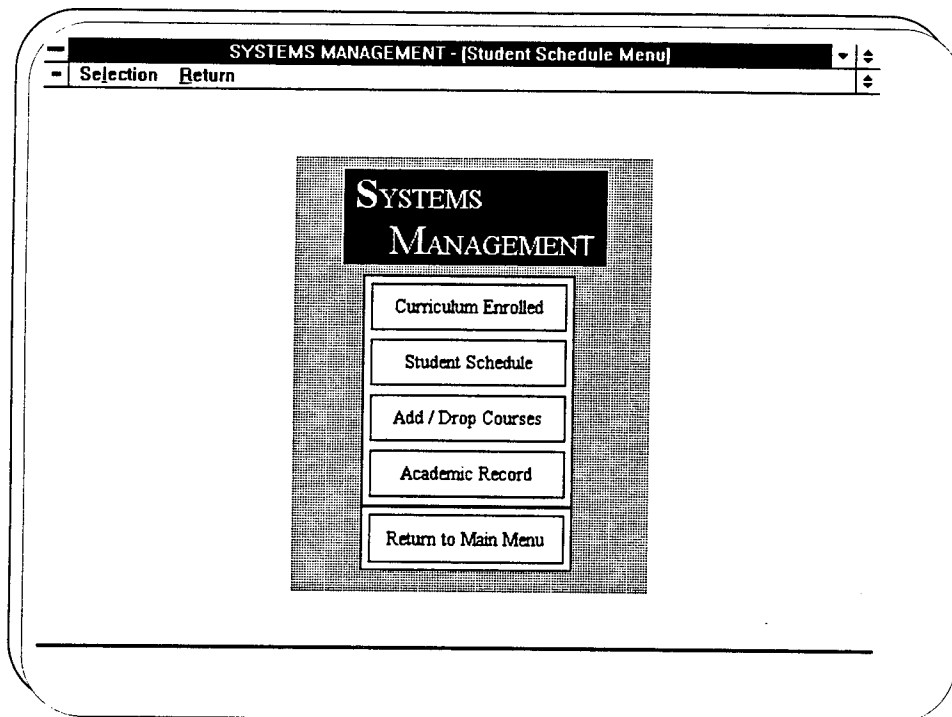 SYSTEMS MANAGEMENT - [Student Schedule Menu]
Selection Return
SYSTEMS
MANAGEMENT
Curriculum Enrolled
Student Schedule
Add / Drop Courses
Academic Record
Return to Main Menu